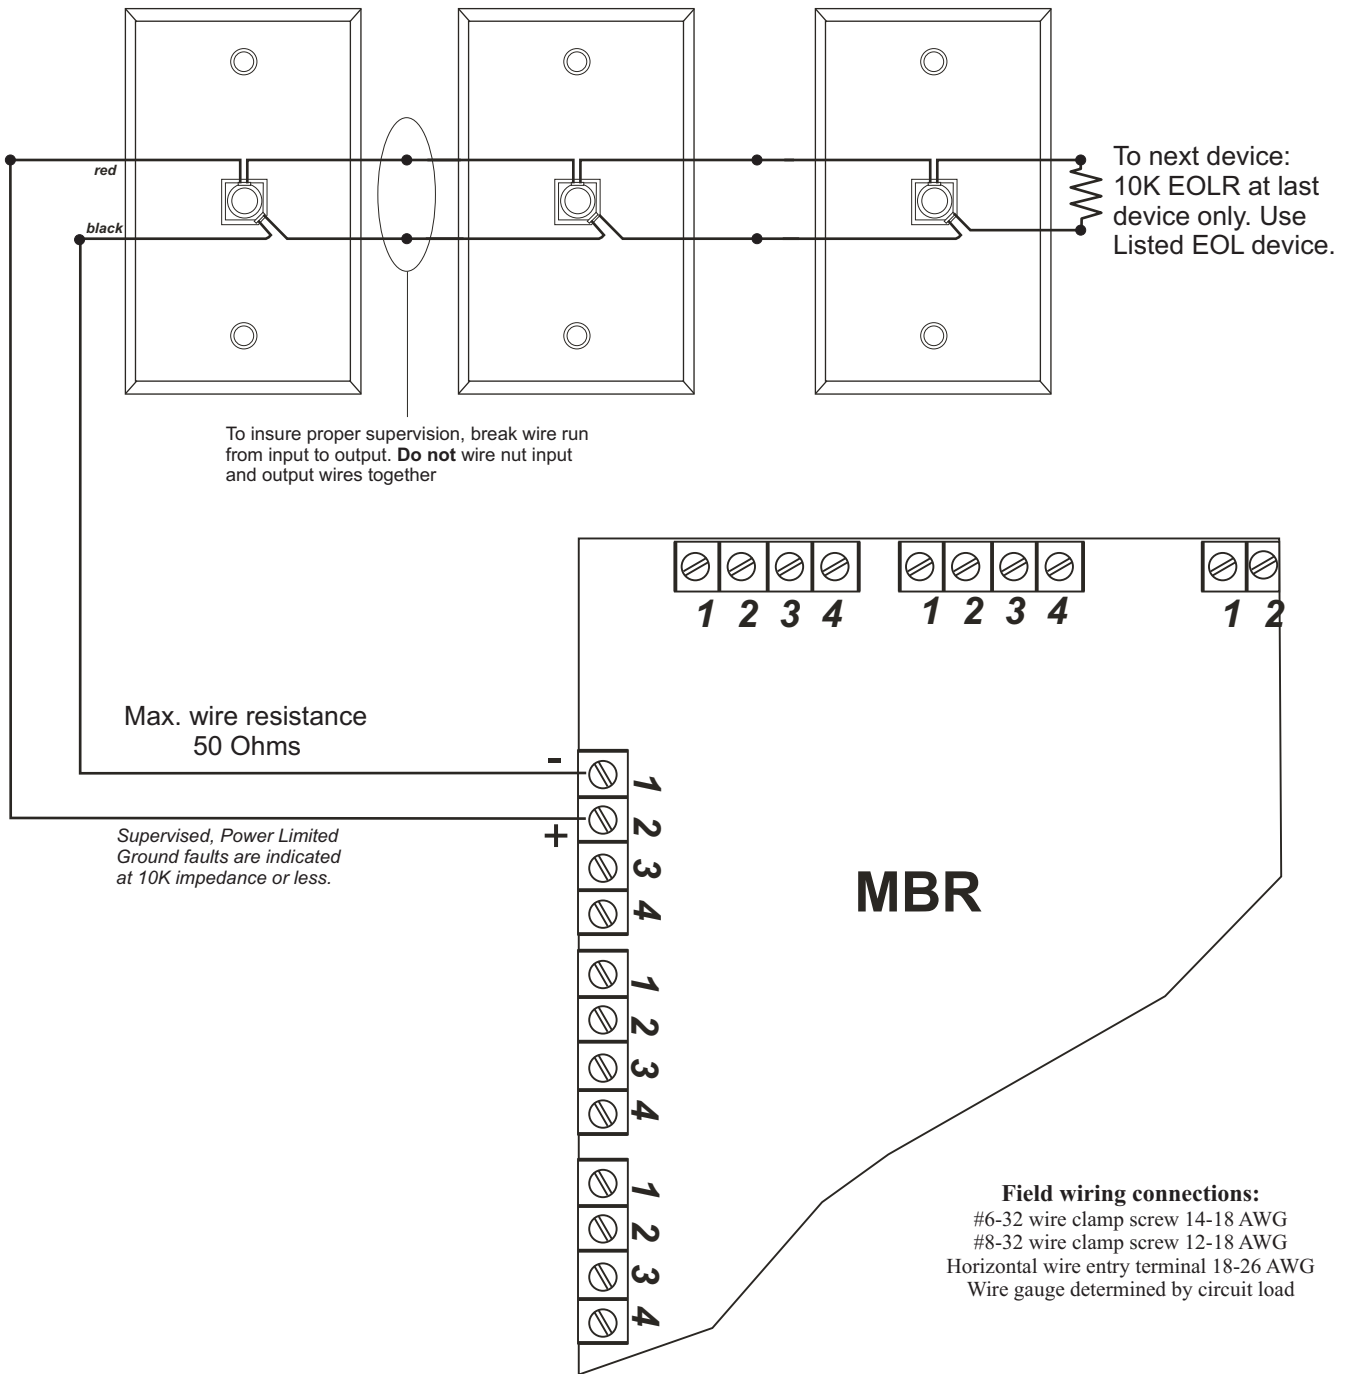 red
black
To next device:
10K EOLR at last
device only. Use
Listed EOL device.
To insure proper supervision, break wire run
from input to output. Do not wire nut input
and output wires together
1 2 3 4
1 2 3 4
1 2
Max. wire resistance
50 Ohms
-
1
+
2
3
4
Supervised, Power Limited
Ground faults are indicated
at 10K impedance or less.
MBR
1
2
3
4
1
2
3
4
Field wiring connections:
#6-32 wire clamp screw 14-18 AWG
#8-32 wire clamp screw 12-18 AWG
Horizontal wire entry terminal 18-26 AWG
Wire gauge determined by circuit load